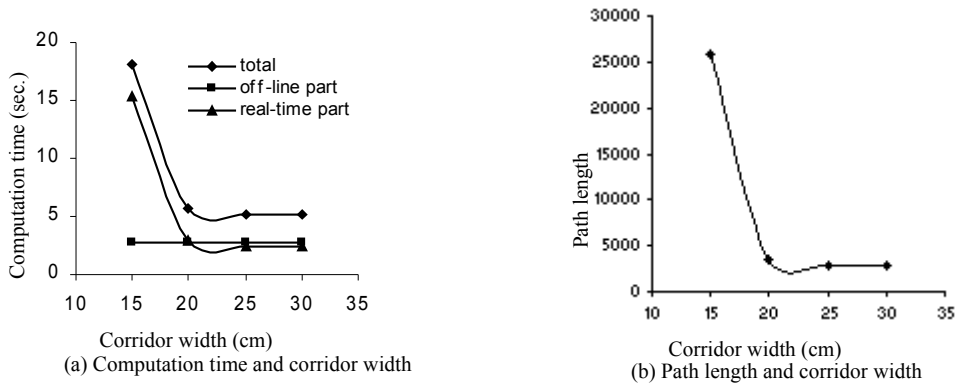 Computation time (sec.)
20
15
10
5
0
total
off-line part
real-time part
10 15 20 25 30 35
Corridor width (cm)
(a) Computation time and corridor width
Path length
30000
25000
20000
15000
10000
5000
0
10 15 20 25 30 35
Corridor width (cm)
(b) Path length and corridor width